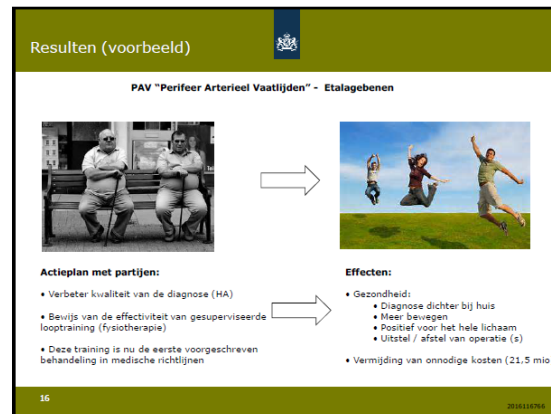 Resulten (voorbeeld)
PAV "Perifeer Arterieel Vaatlijden" - Etalagebenen
Actieplan met partijen:
• Verbeter kwaliteit van de diagnose (HA)
• Bewijs van de effectiviteit van gesuperviseerde
looptraining (fysiotherapie)
• Deze training is nu de eerste voorgeschreven
behandeling in medische richtlijnen
Effecten:
• Gezondheid:
• Diagnose dichter bij huis
• Meer bewegen
• Positief voor het hele lichaam
• Uitstel / afstel van operatie (s)
• Vermijding van onnodige kosten (21,5 mio
16
2016116766